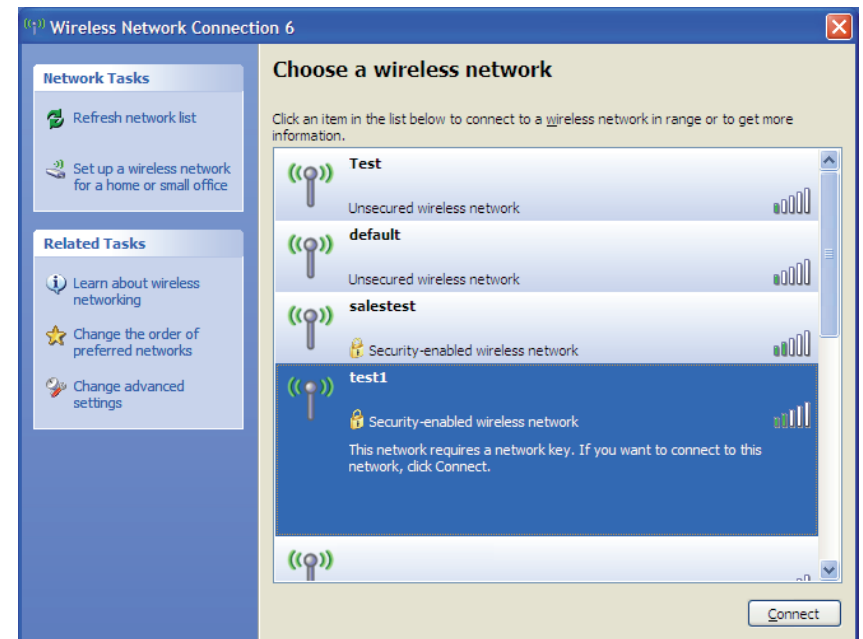 Wireless Network Connection 6
Network Tasks
Refresh network list
Set up a wireless network
for a home or small office
Related Tasks
Learn about wireless
networking
Change the order of
preferred networks
Change advanced
settings
Choose a wireless network
Click an item in the list below to connect to a wireless network in range or to get more
information.
Test
Unsecured wireless network
default
Unsecured wireless network
salestest
Security-enabled wireless network
test1
Security-enabled wireless network
This network requires a network key. If you want to connect to this
network, click Connect.
Connect